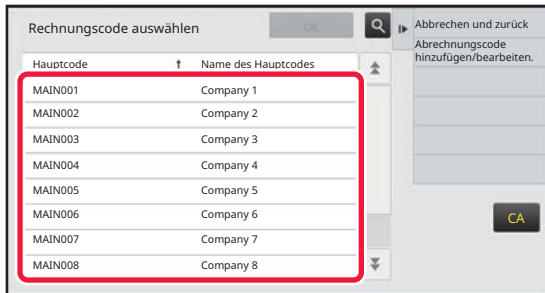 Rechnungscode auswählen
OK
Abbrechen und zurück
Abrechnungscode
hinzufügen/bearbeiten.
Hauptcode Name des Hauptcodes
MAIN001 Company 1
MAIN002 Company 2
MAIN003 Company 3
MAIN004 Company 4
MAIN005 Company 5
MAIN006 Company 6
MAIN007 Company 7
MAIN008 Company 8
CA